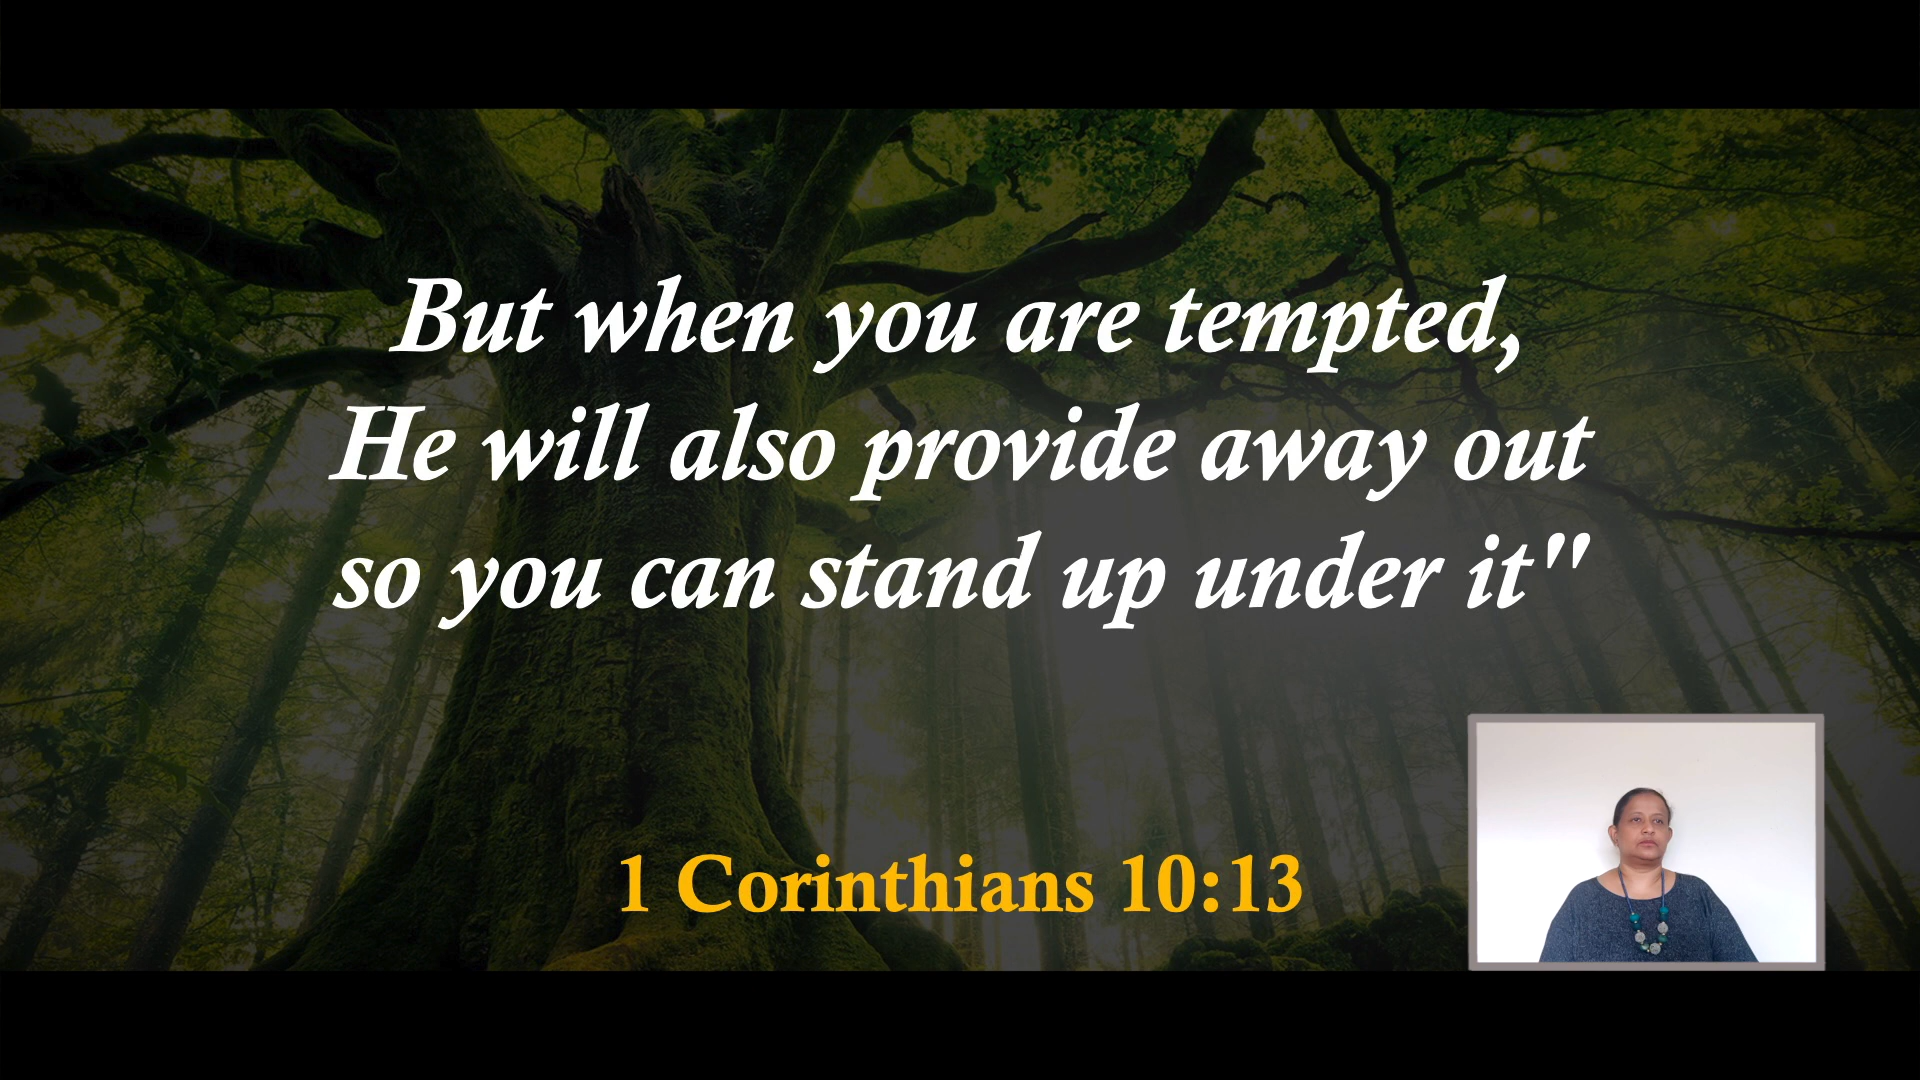 But when you are tempted,
He will also provide away out
so you can stand up under it"
1 Corinthians 10:13